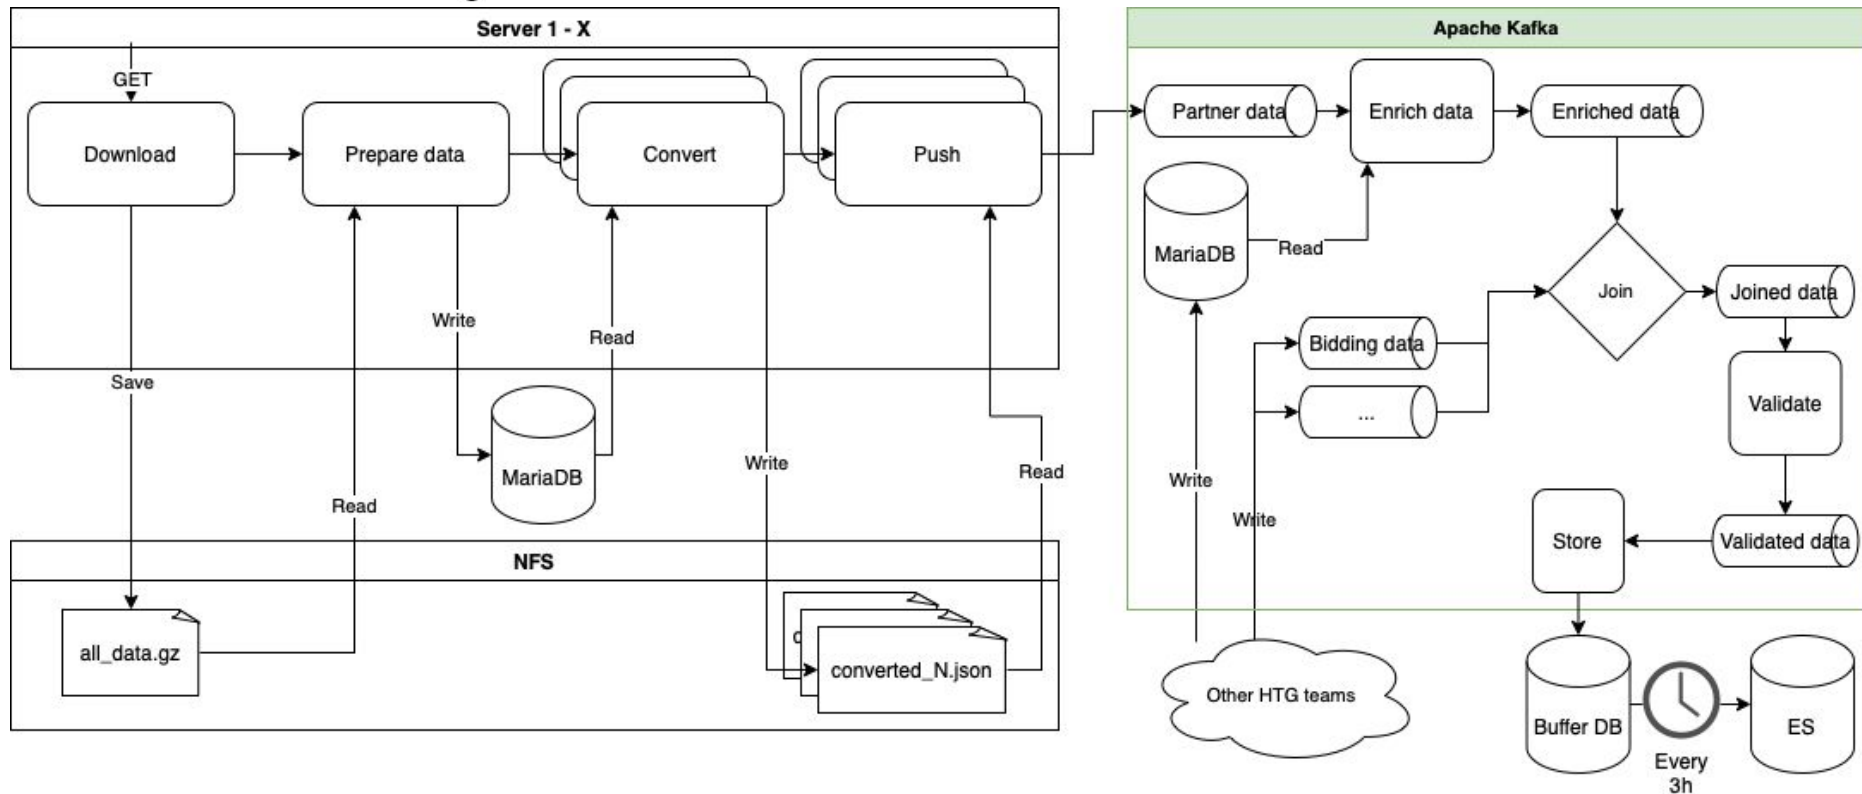 Server 1 - X
GET
Download
Prepare data
Convert
Push
Write
Read
Save
MariaDB
Write
Read
Read
NFS
all_data.gz
converted_N.json
Apache Kafka
Partner data
Enrich data
Enriched data
MariaDB
Read
Join
Joined data
Bidding data
...
Validate
Write
Write
Store
Validated data
Other HTG teams
Buffer DB
ES
Every
3h